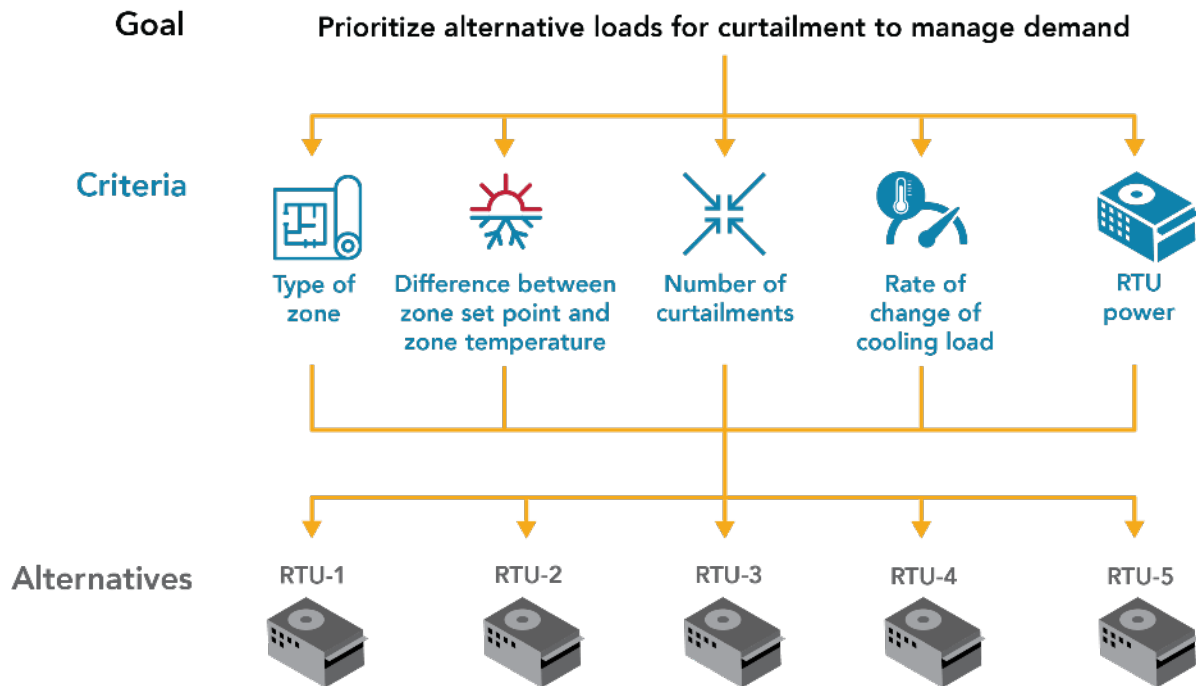 Goal
Prioritize alternative loads for curtailment to manage demand
Criteria
Type of
zone
Difference between
zone set point and
zone temperature
Number of
curtailments
Rate of
change of
cooling load
RTU
power
Alternatives
RTU-1
RTU-2
RTU-3
RTU-4
RTU-5